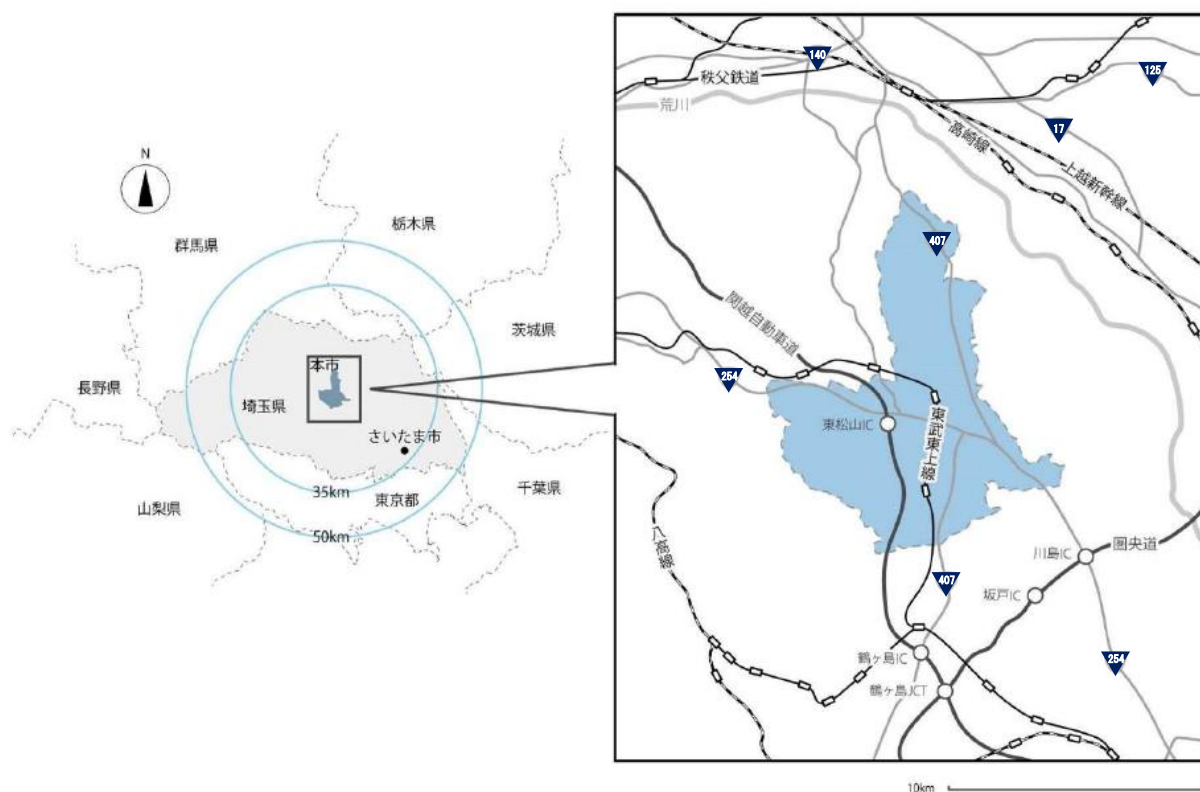 N
栃木県
群馬県
茨城県
本市
長野県
埼玉県
さいたま市
35km
東京都
千葉県
山梨県
50km
140
秩父鉄道
125
荒川
17
高崎線
上越新幹線
407
関越自動車道
254
東松山IC
東武東上線
八高線
川島IC
圏央道
407
坂戸IC
鶴ヶ島IC
254
鶴ヶ島JCT
10km